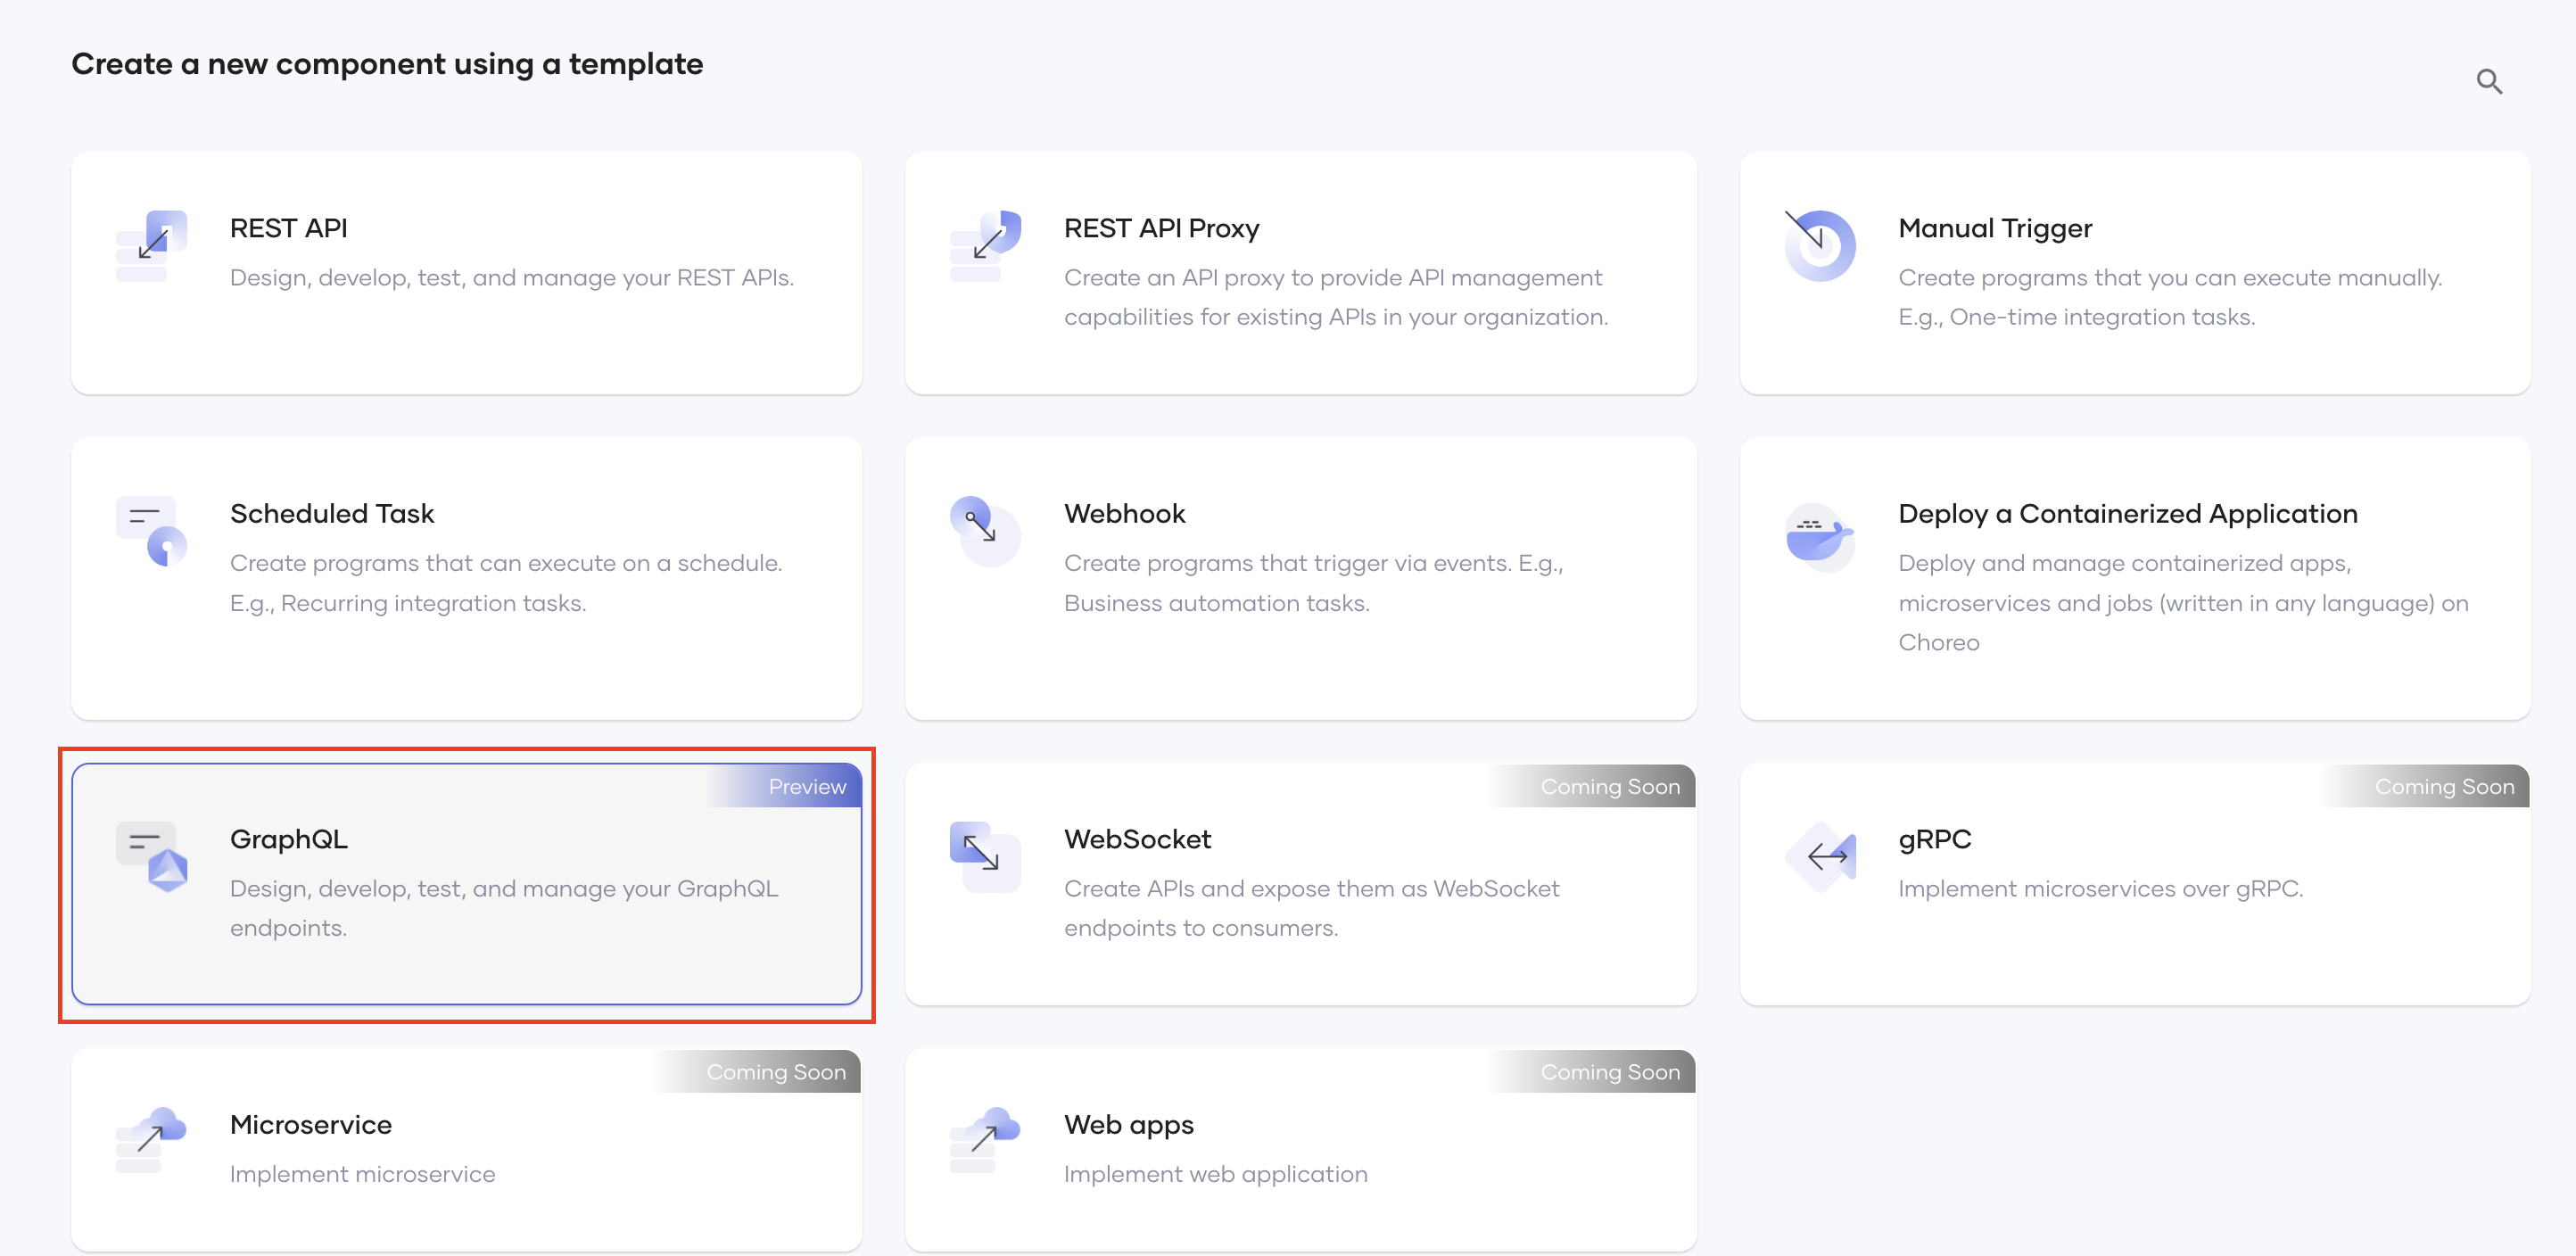 Create a new component using a template
REST API
Design, develop, test, and manage your REST APIs.
REST API Proxy
Create an API proxy to provide API management
capabilities for existing APIs in your organization.
Manual Trigger
Create programs that you can execute manually.
E.g., One-time integration tasks.
Scheduled Task
Create programs that can execute on a schedule.
E.g., Recurring integration tasks.
Webhook
Create programs that trigger via events. E.g.,
Business automation tasks.
Deploy a Containerized Application
Deploy and manage containerized apps,
microservices and jobs (written in any language) on
Choreo
Preview
GraphQL
Design, develop, test, and manage your GraphQL
endpoints.
Coming Soon
WebSocket
Create APIs and expose them as WebSocket
endpoints to consumers.
Coming Soon
gRPC
Implement microservices over gRPC.
Coming Soon
Microservice
Implement microservice
Coming Soon
Web apps
Implement web application